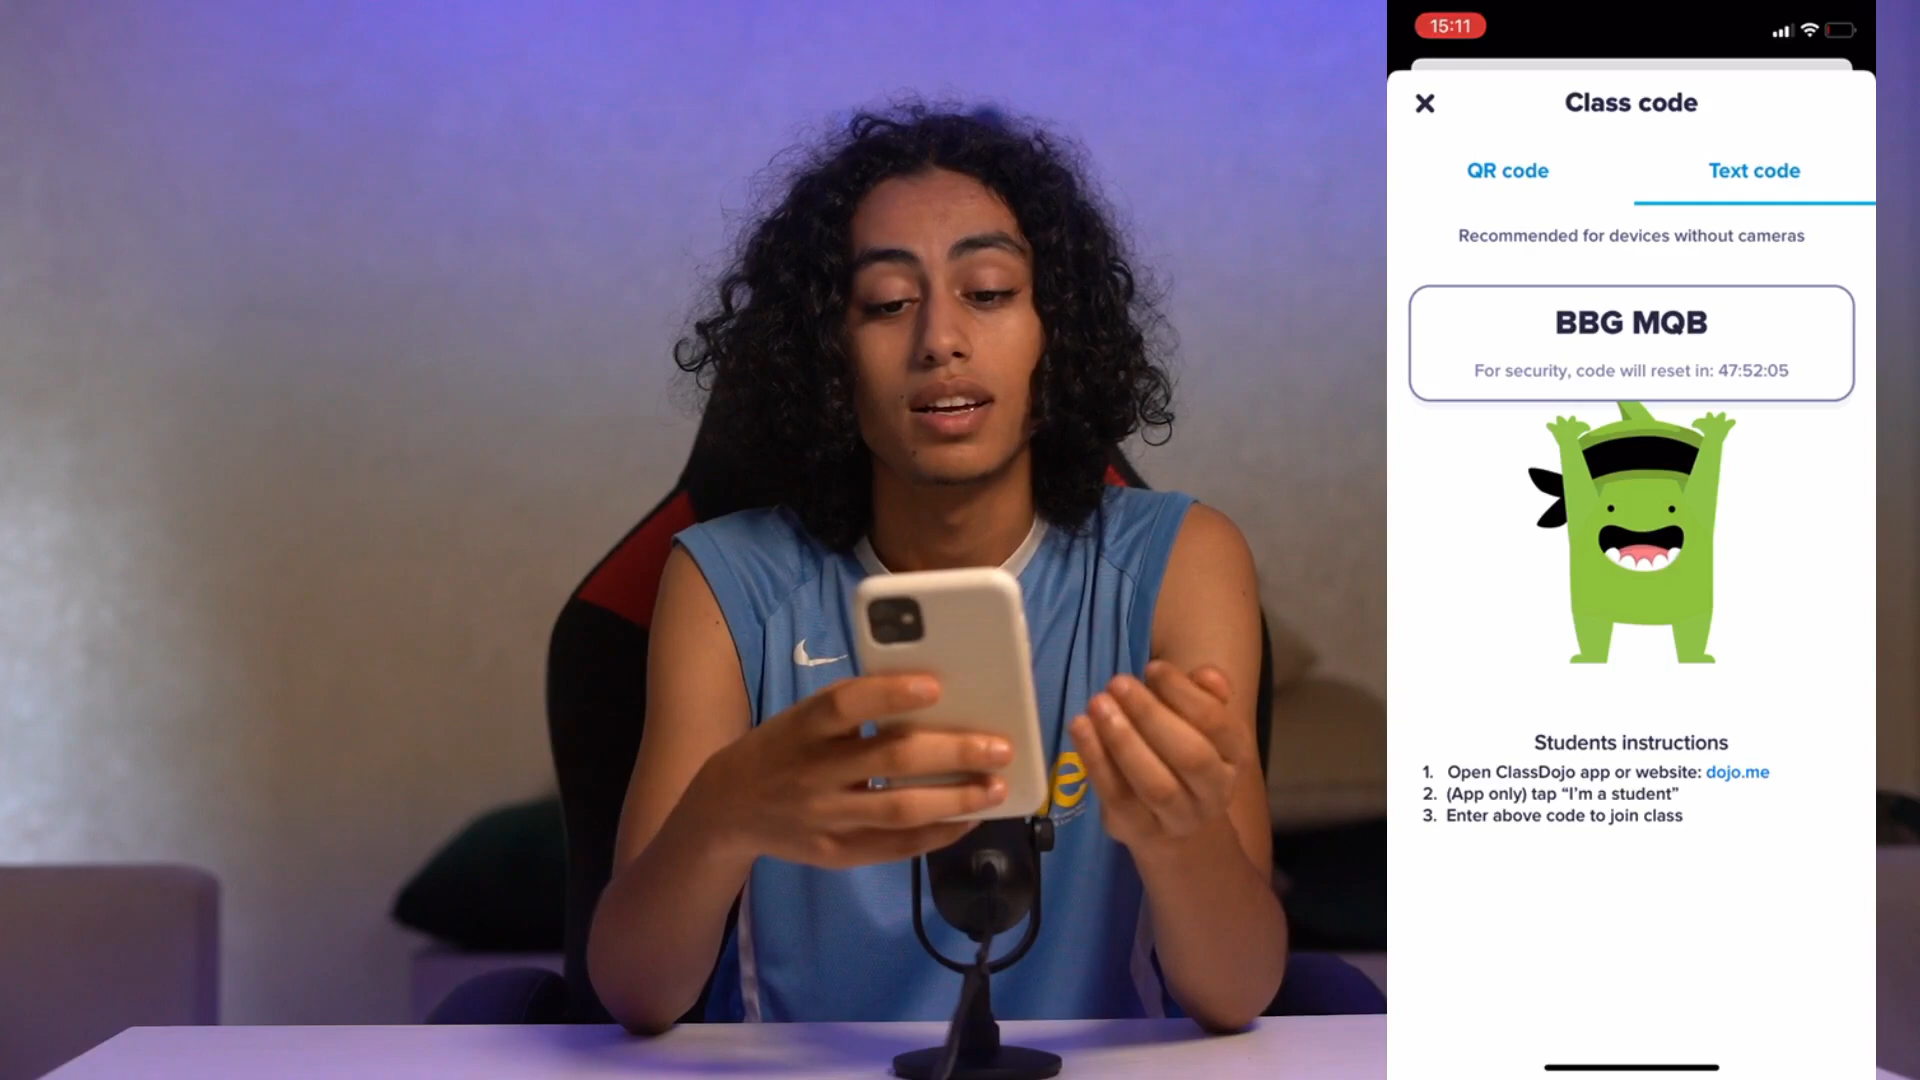 15:11
Class code
QR code
Text code
Recommended for devices without cameras
BBG MQB
For security, code will reset in: 47:52:05
Students instructions
1. Open ClassDojo app or website: dojo.me
2. (App only) tap “I’m a student”
3. Enter above code to join class